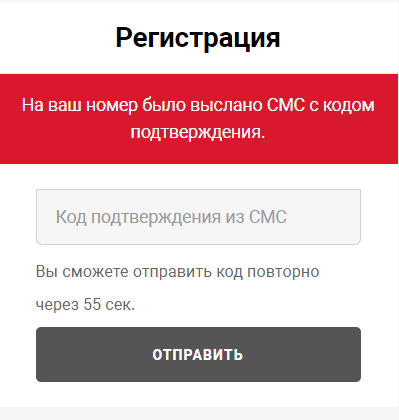 Регистрация
На ваш номер было выслано СМС с кодом
подтверждения.
Код подтверждения из СМС
Вы сможете отправить код повторно
через 55 сек.
ОТПРАВИТЬ